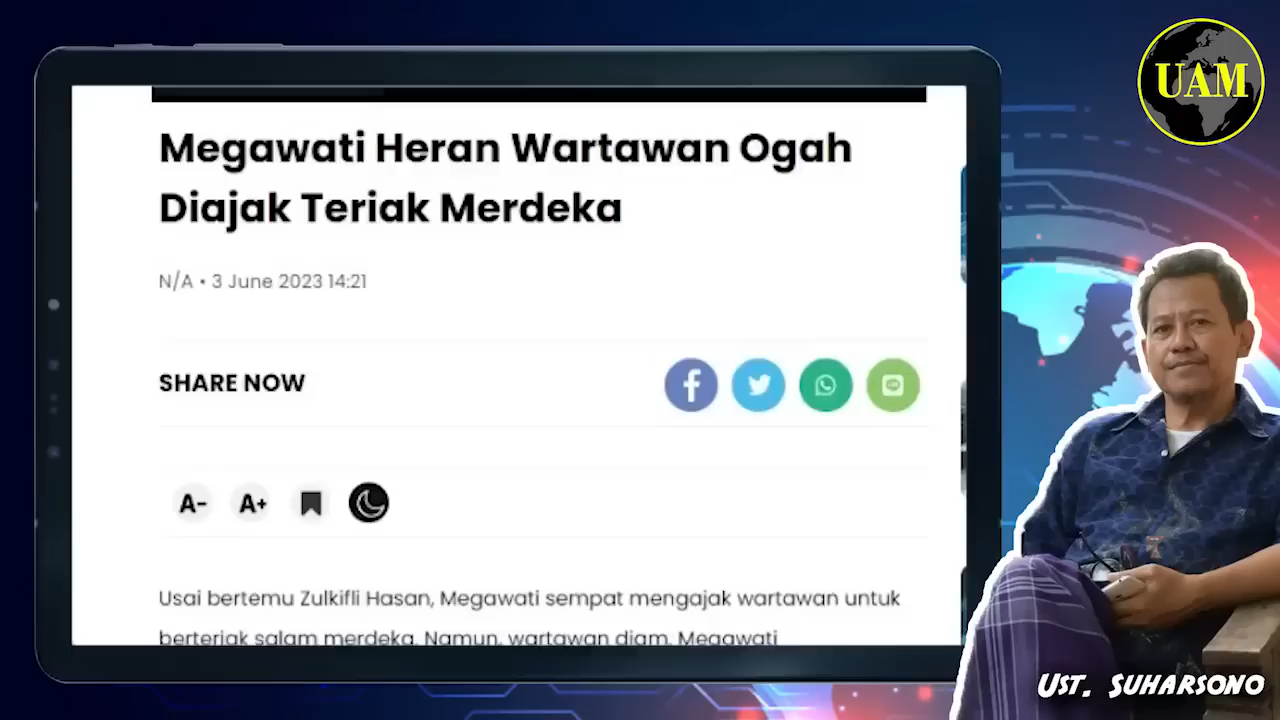 UAM
Megawati Heran Wartawan Ogah
Diajak Teriak Merdeka
N/A • 3 June 2023 14:21
SHARE NOW
A- A+
Usai bertemu Zulkifli Hasan, Megawati sempat mengajak wartawan untuk
berteriak salam merdeka. Namun, wartawan diam. Megawati
Ust. Suharsono